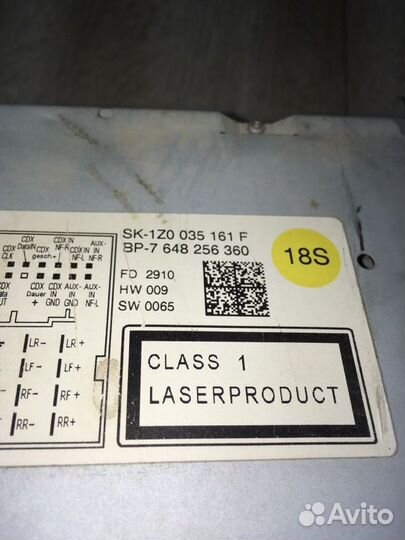 SK-1Z0 035 161 F
BP-7 648 256 360
18S
FD 2910
HW 009
SW 0065
CDX CDX CDX CDX IN CDX IN AUX-
CLK DataIN gesch.+ NF-R NF-L IN
NF-R
CDX CDX CDX IN AUX- AUX-
Dauer IN IN
+ GND GND NF-L
LR- LR+
LF- LF+
RF- RF+
RR- RR+
CLASS 1
LASERPRODUCT
Avito